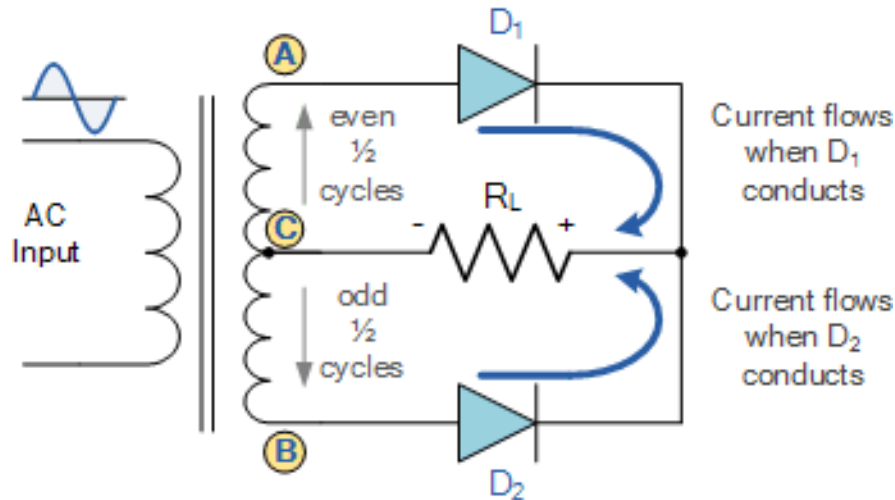 A
D₁
even
½
cycles
Current flows
when D₁
conducts
AC
Input
C
- R_L +
odd
½
cycles
Current flows
when D₂
conducts
B
D₂